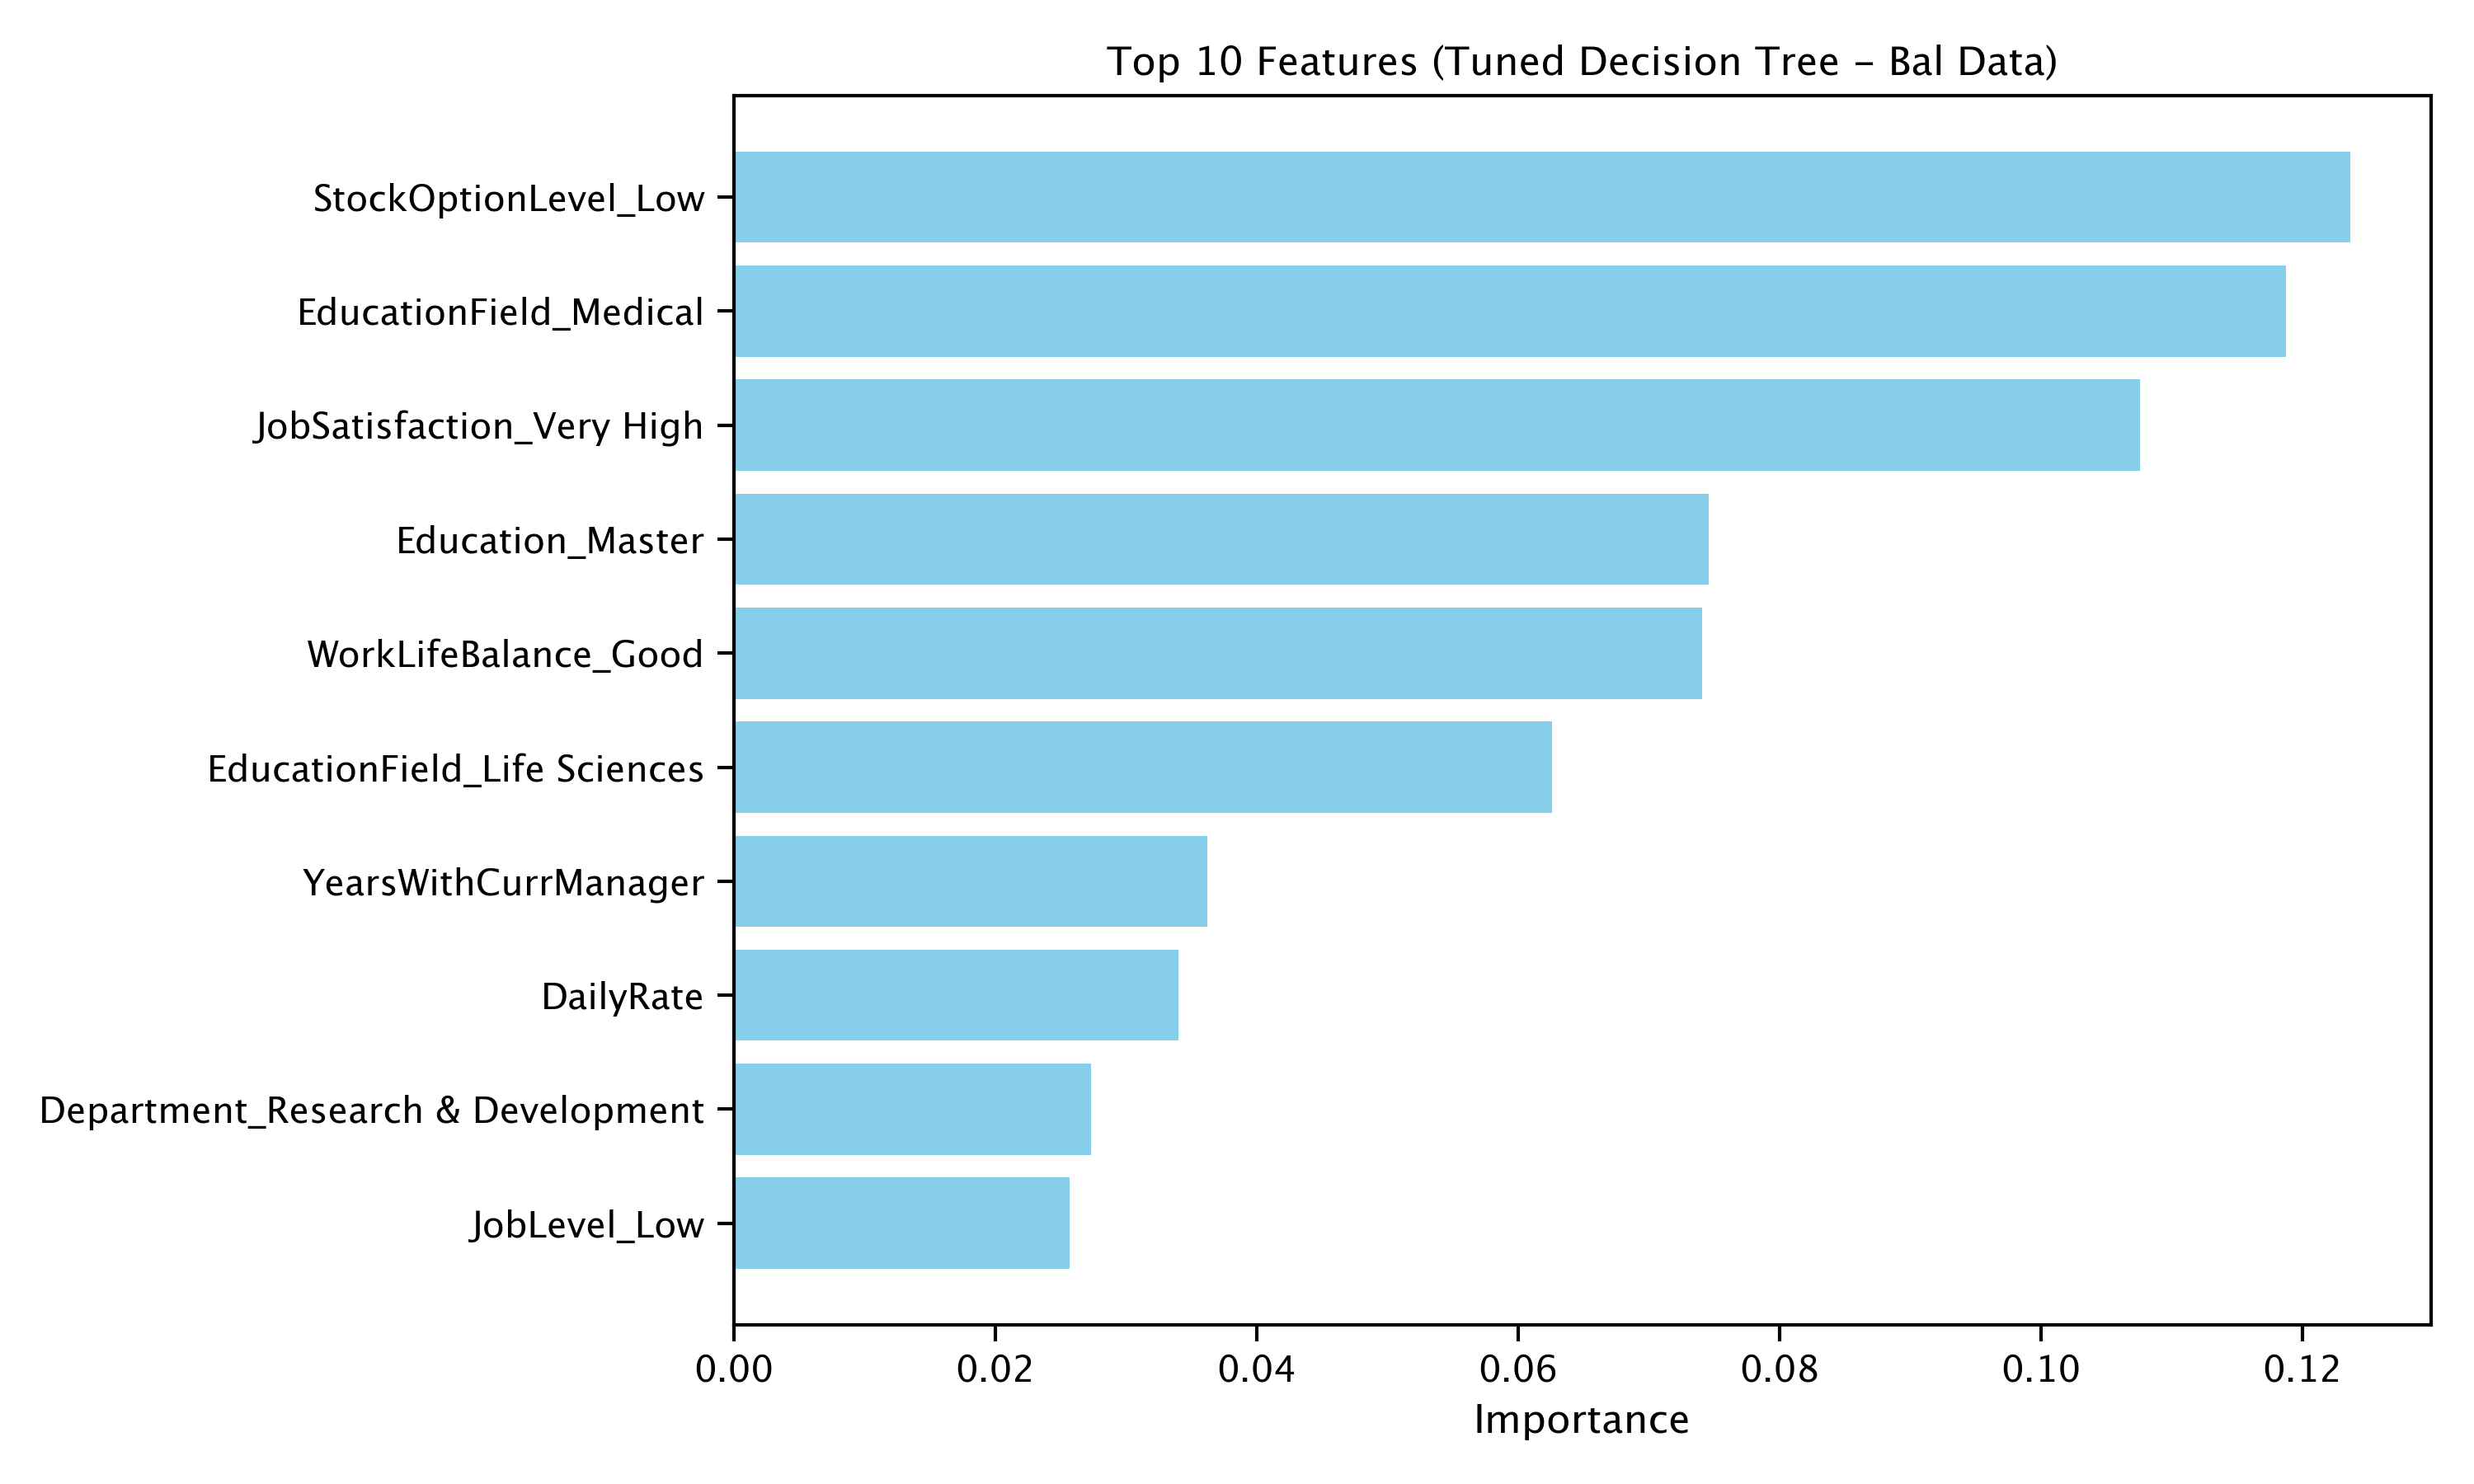 Top 10 Features (Tuned Decision Tree – Bal Data)
StockOptionLevel_Low
EducationField_Medical
JobSatisfaction_Very High
Education_Master
WorkLifeBalance_Good
EducationField_Life Sciences
YearsWithCurrManager
DailyRate
Department_Research & Development
JobLevel_Low
0.00 0.02 0.04 0.06 0.08 0.10 0.12
Importance